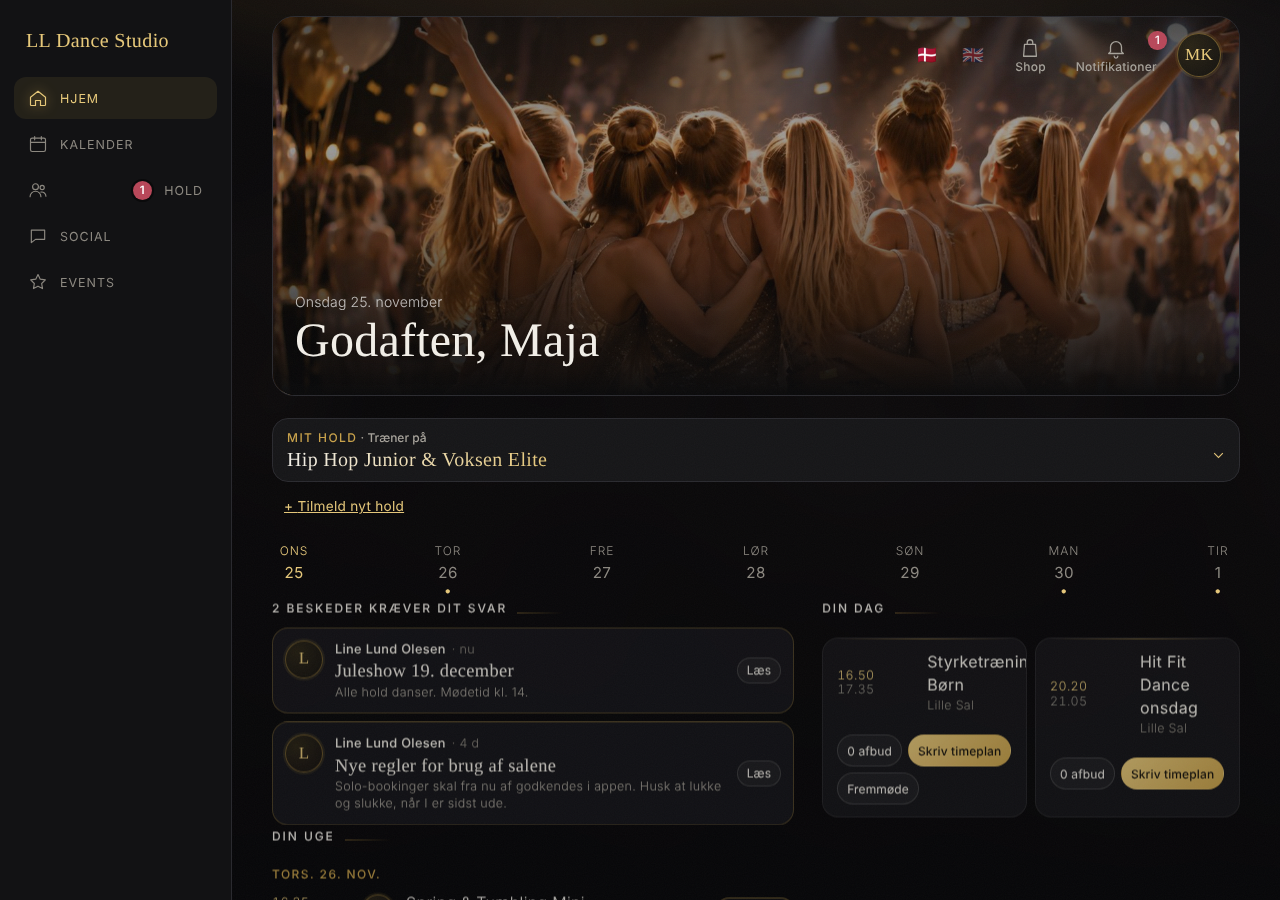 LL Dance Studio
HJEM
KALENDER
1 HOLD
SOCIAL
EVENTS
Shop
Notifikationer
1
MK
Onsdag 25. november
Godaften, Maja
MIT HOLD · Træner på
Hip Hop Junior & Voksen Elite
+ Tilmeld nyt hold
ONS TOR FRE LØR SØN MAN TIR
25 26 27 28 29 30 1
2 BESKEDER KRÆVER DIT SVAR
L
Line Lund Olesen · nu
Juleshow 19. december
Alle hold danser. Mødetid kl. 14.
Læs
L
Line Lund Olesen · 4 d
Nye regler for brug af salene
Solo-bookinger skal fra nu af godkendes i appen. Husk at lukke
og slukke, når I er sidst ude.
Læs
DIN DAG
16.50
17.35
Styrketrænin
Børn
Lille Sal
0 afbud
Skriv timeplan
Fremmøde
20.20
21.05
Hit Fit
Dance
onsdag
Lille Sal
0 afbud
Skriv timeplan
DIN UGE
TORS. 26. NOV.
Spring & Tumbling Mini